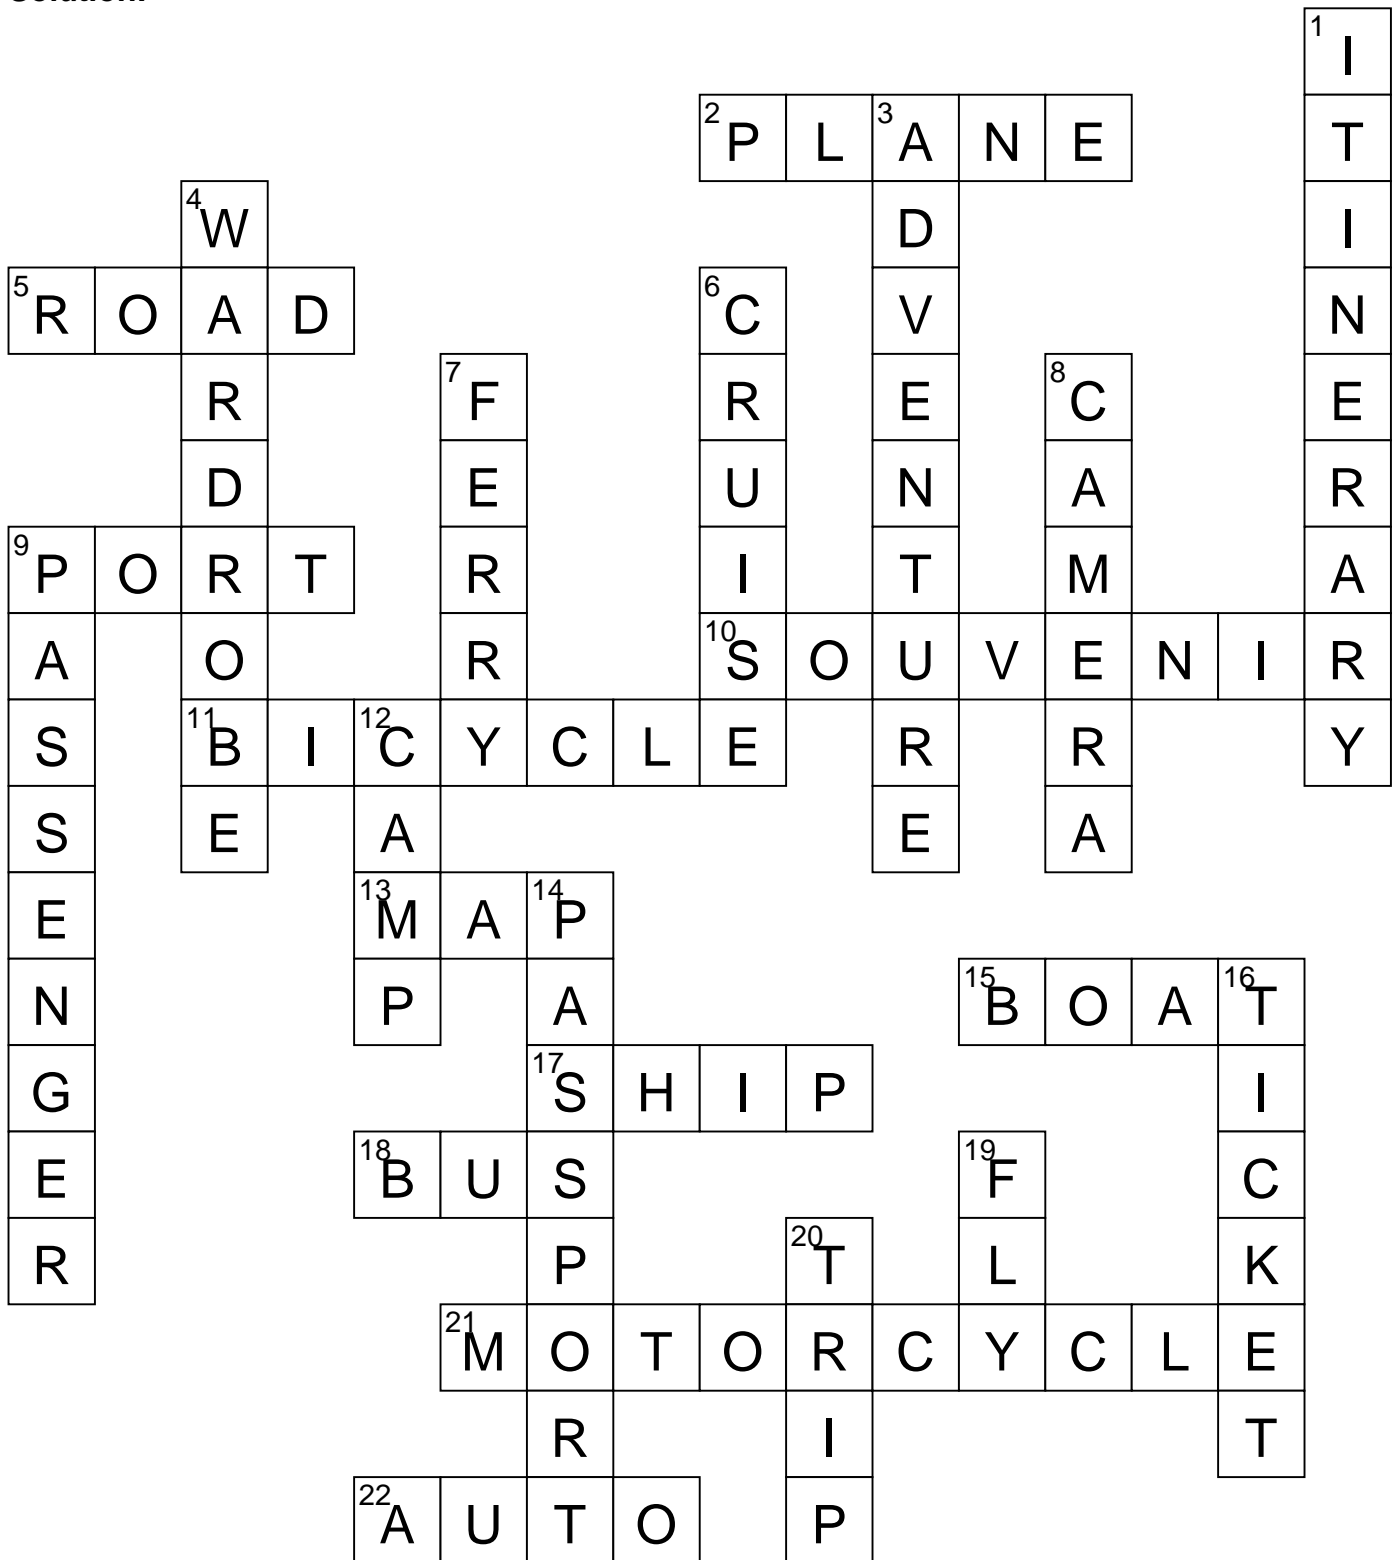 Solution:
1 I
2 P L 3 A N E T
4 W D I
5 R O A D 6 C V N
R 7 F R E 8 C E
D E U N A R
9 P O R T R I T M A
A O R 10 S O U V E N I R
S 11 B I 12 C Y C L E R R Y
S E A E A
E 13 M A 14 P
N P A 15 B O A 16 T
G 17 S H I P I
E 18 B U S 19 F C
R P 20 T L K
21 M O T O R C Y C L E
R I T
22 A U T O P